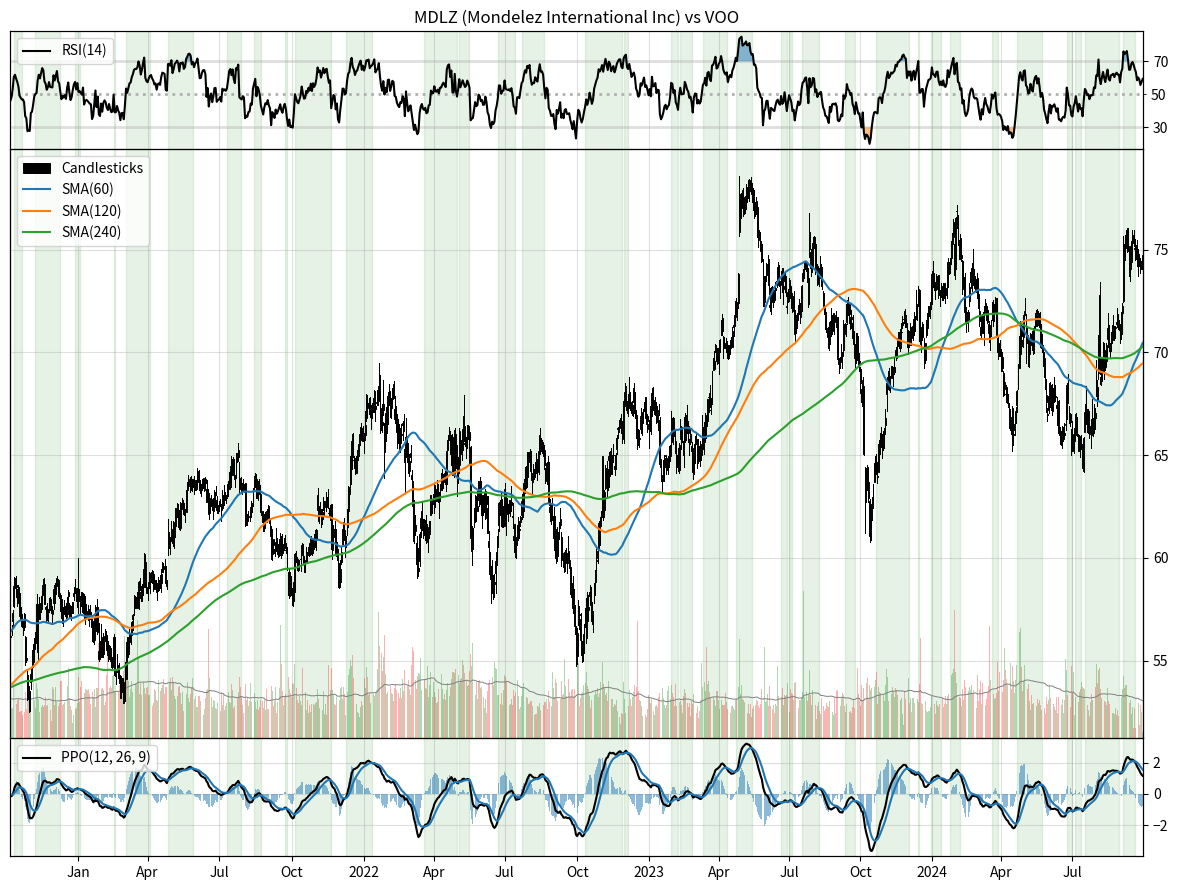 MDLZ (Mondelez International Inc) vs VOO
RSI(14)
70
50
30
Candlesticks
SMA(60)
SMA(120)
SMA(240)
75
70
65
60
55
PPO(12, 26, 9)
2
0
−2
Jan Apr Jul Oct 2022 Apr Jul Oct 2023 Apr Jul Oct 2024 Apr Jul